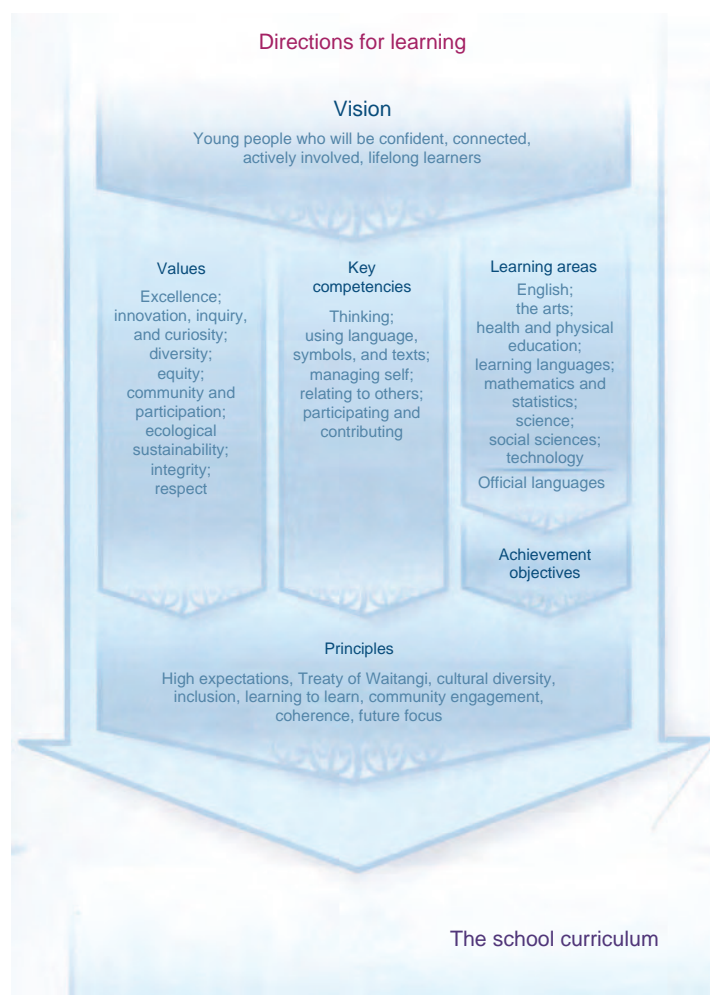 Directions for learning
Vision
Young people who will be confident, connected,
actively involved, lifelong learners
Values
Excellence;
innovation, inquiry,
and curiosity;
diversity;
equity;
community and
participation;
ecological
sustainability;
integrity;
respect
Key
competencies
Thinking;
using language,
symbols, and texts;
managing self;
relating to others;
participating and
contributing
Learning areas
English;
the arts;
health and physical
education;
learning languages;
mathematics and
statistics;
science;
social sciences;
technology
Official languages
Achievement
objectives
Principles
High expectations, Treaty of Waitangi, cultural diversity,
inclusion, learning to learn, community engagement,
coherence, future focus
The school curriculum